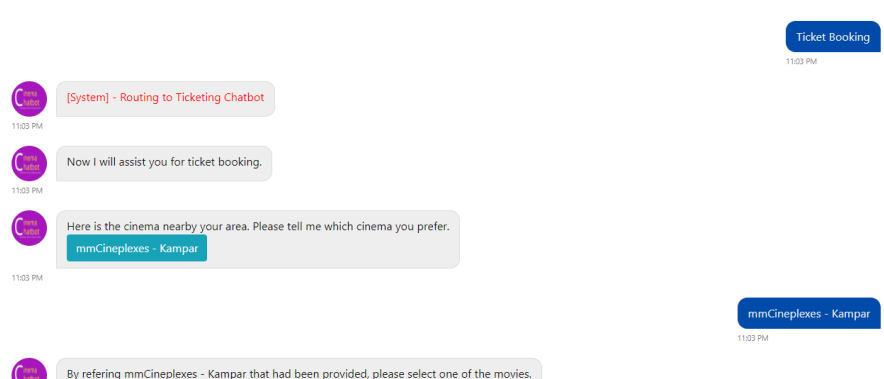 Ticket Booking
11:03 PM
[System] - Routing to Ticketing Chatbot
11:03 PM
Now I will assist you for ticket booking.
11:03 PM
Here is the cinema nearby your area. Please tell me which cinema you prefer.
mmCineplexes - Kampar
11:03 PM
mmCineplexes - Kampar
11:03 PM
By refering mmCineplexes - Kampar that had been provided, please select one of the movies.